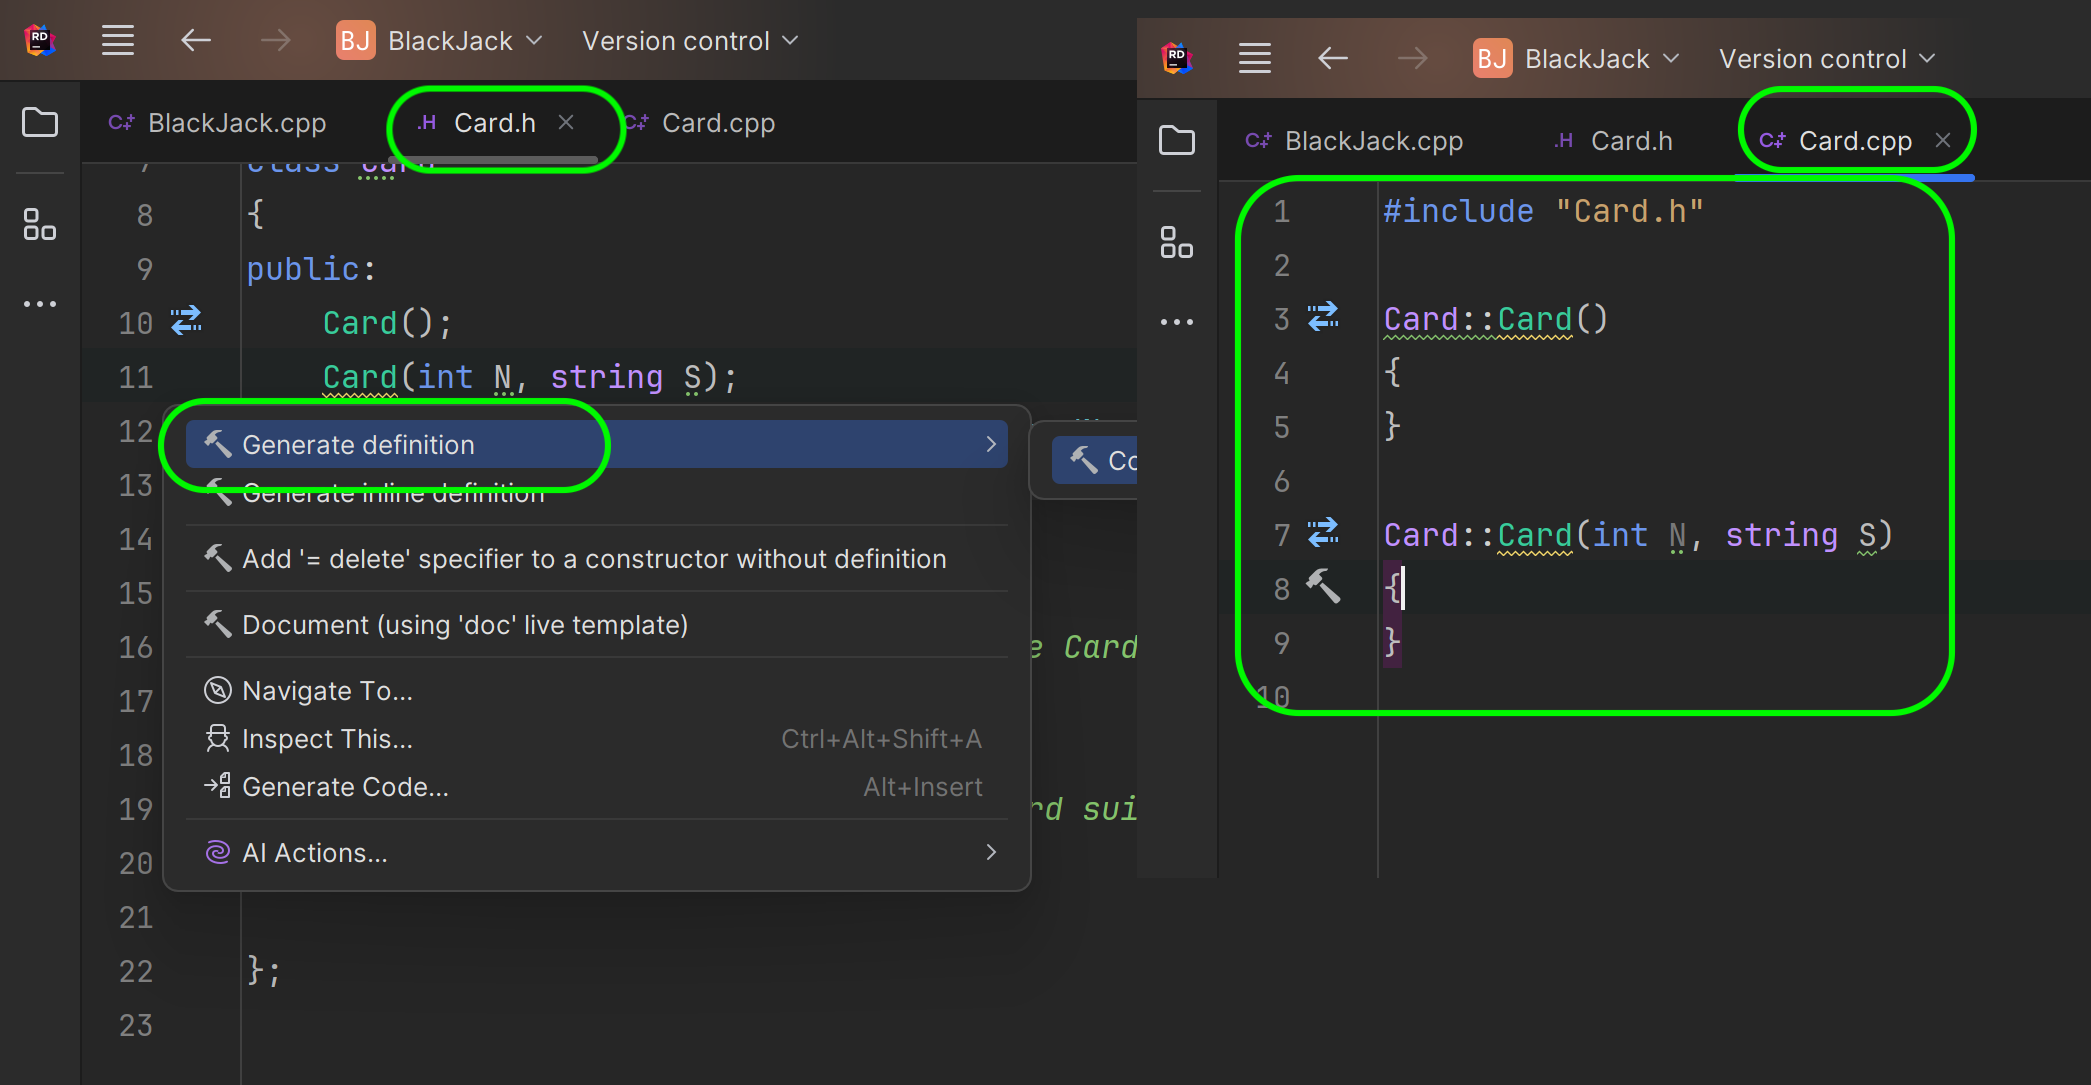 RD BJ BlackJack Version control
C++ BlackJack.cpp .H Card.h C++ Card.cpp
7 class Card
8 {
9 public:
10 Card();
11 Card(int N, string S);
12
Generate definition
13
Generate inline definition
14
Add '= delete' specifier to a constructor without definition
15
Document (using 'doc' live template)
16 Card
17
Navigate To...
18
Inspect This... Ctrl+Alt+Shift+A
Generate Code... Alt+Insert
19 rd sui
20
AI Actions...
21
22 };
23
RD BJ BlackJack Version control
C++ BlackJack.cpp .H Card.h C++ Card.cpp
1 #include "Card.h"
2
3 Card::Card()
4 {
5 }
6
7 Card::Card(int N, string S)
8 {
9 }
10